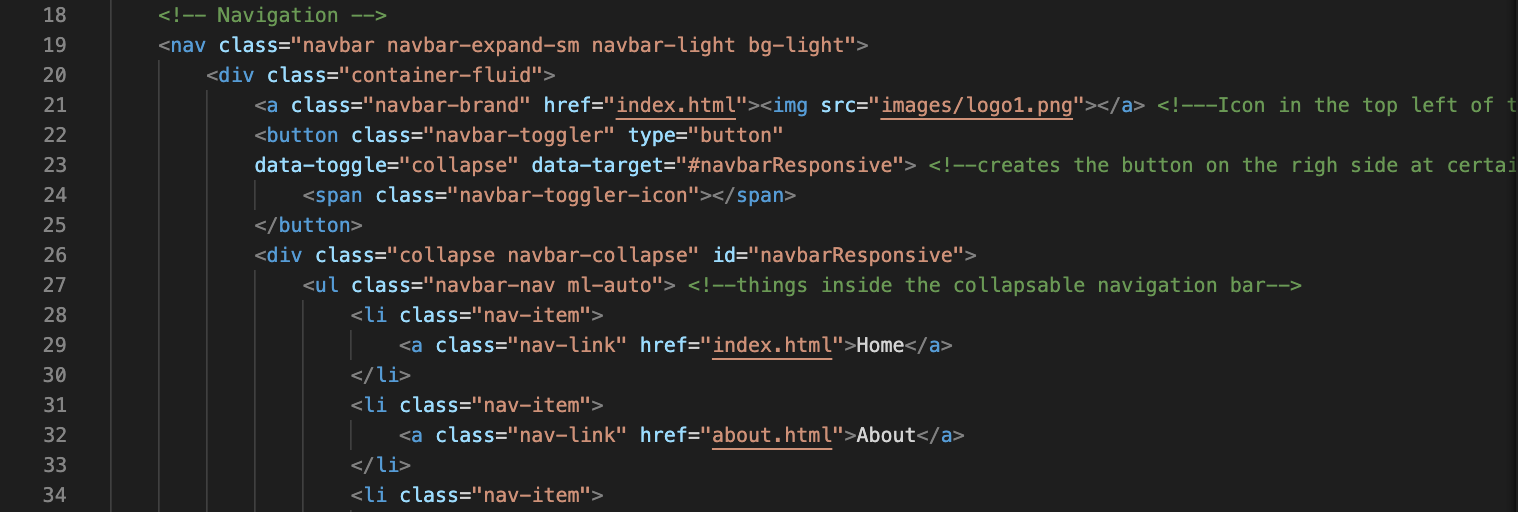 18 <!-- Navigation -->
19 <nav class="navbar navbar-expand-sm navbar-light bg-light">
20 <div class="container-fluid">
21 <a class="navbar-brand" href="index.html"><img src="images/logo1.png"></a> <!---Icon in the top left of
22 <button class="navbar-toggler" type="button"
23 data-toggle="collapse" data-target="#navbarResponsive"> <!--creates the button on the righ side at
24 <span class="navbar-toggler-icon"></span>
25 </button>
26 <div class="collapse navbar-collapse" id="navbarResponsive">
27 <ul class="navbar-nav ml-auto"> <!--things inside the collapsable navigation bar-->
28 <li class="nav-item">
29 <a class="nav-link" href="index.html">Home</a>
30 </li>
31 <li class="nav-item">
32 <a class="nav-link" href="about.html">About</a>
33 </li>
34 <li class="nav-item">